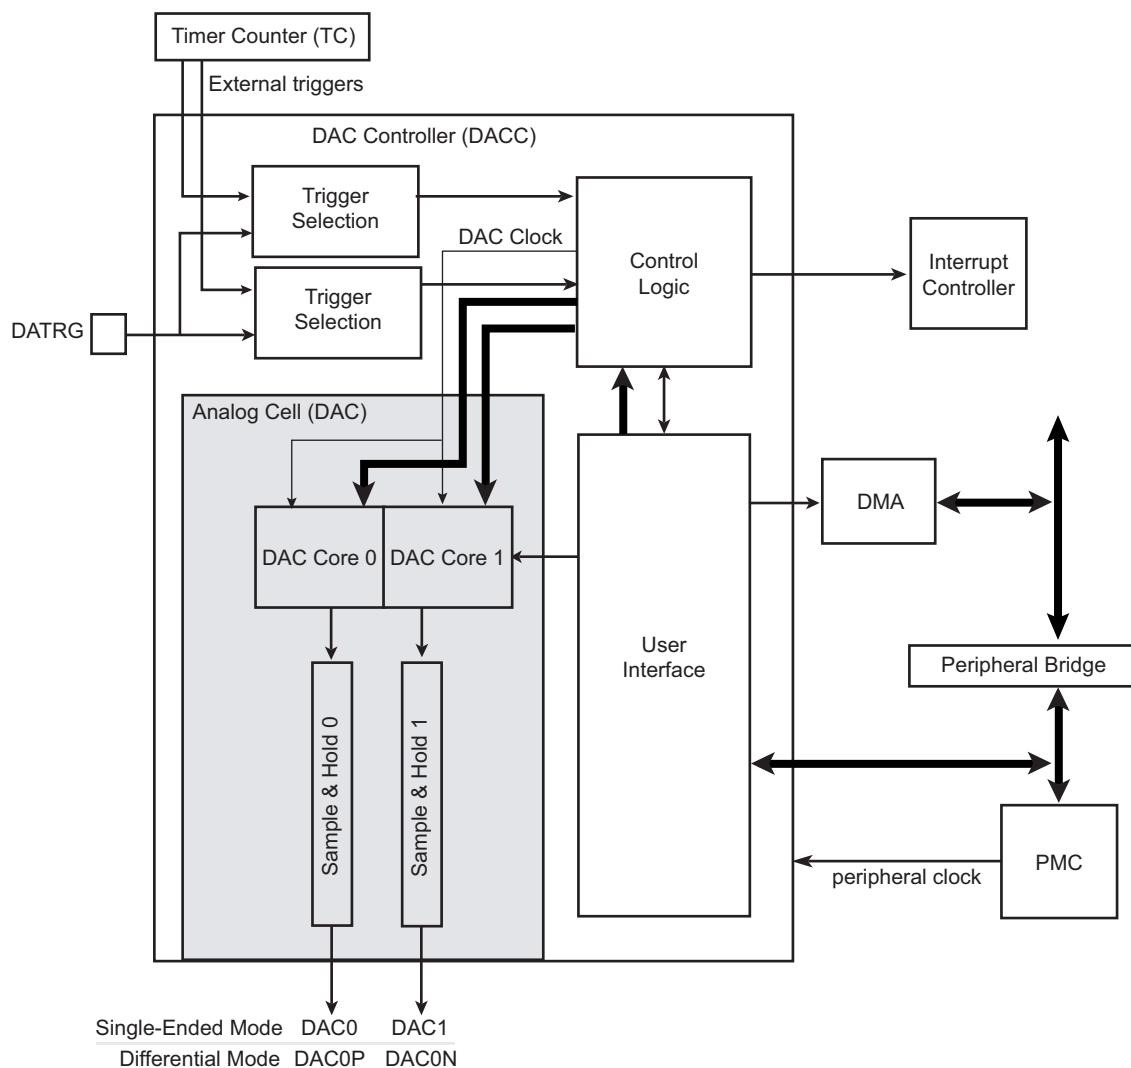 Timer Counter (TC)
External triggers
DAC Controller (DACC)
Trigger
Selection
DAC Clock
Control
Logic
Interrupt
Controller
Trigger
Selection
DATRG
Analog Cell (DAC)
DMA
DAC Core 0
DAC Core 1
User
Interface
Peripheral Bridge
Sample & Hold 0
Sample & Hold 1
PMC
peripheral clock
Single-Ended Mode DAC0 DAC1
Differential Mode DAC0P DAC0N